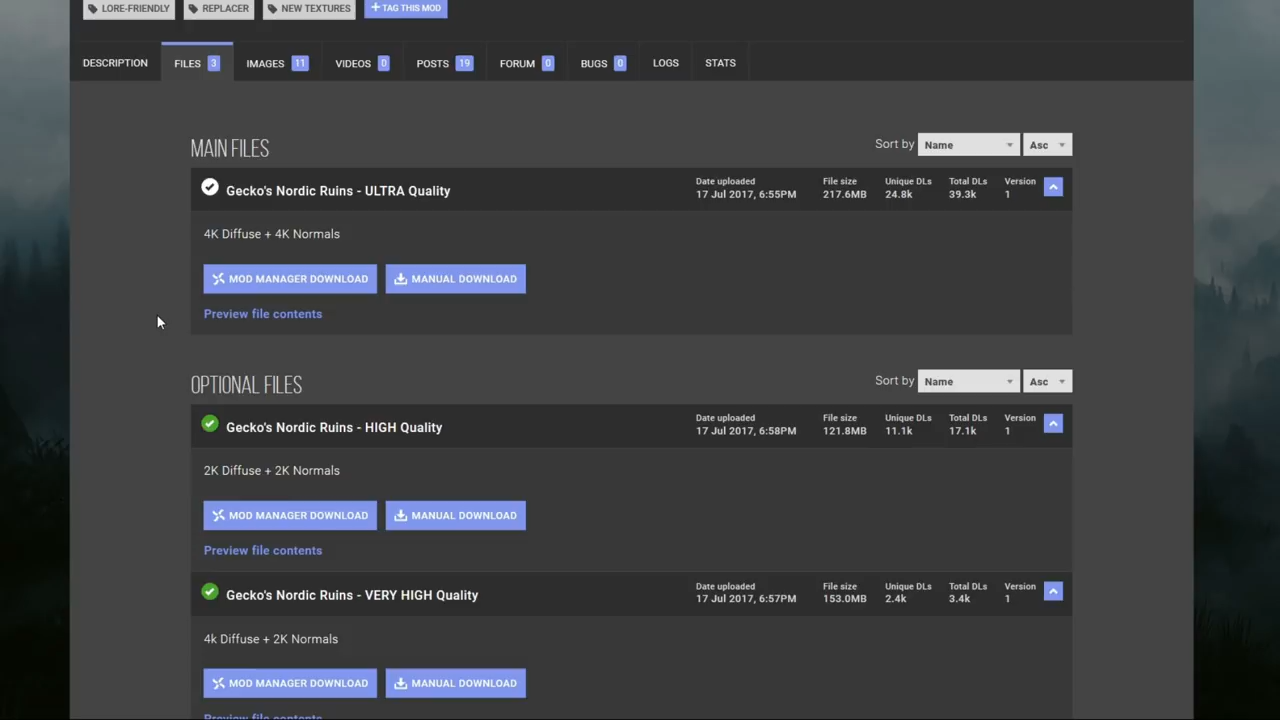 LORE-FRIENDLY REPLACER NEW TEXTURES + TAG THIS MOD
DESCRIPTION FILES 3 IMAGES 11 VIDEOS 0 POSTS 19 FORUM 0 BUGS 0 LOGS STATS
MAIN FILES Sort by Name Asc
Gecko's Nordic Ruins - ULTRA Quality
Date uploaded File size Unique DLs Total DLs Version
17 Jul 2017, 6:55PM 217.6MB 24.8k 39.3k 1
4K Diffuse + 4K Normals
MOD MANAGER DOWNLOAD MANUAL DOWNLOAD
Preview file contents
OPTIONAL FILES Sort by Name Asc
Gecko's Nordic Ruins - HIGH Quality
Date uploaded File size Unique DLs Total DLs Version
17 Jul 2017, 6:58PM 121.8MB 11.1k 17.1k 1
2K Diffuse + 2K Normals
MOD MANAGER DOWNLOAD MANUAL DOWNLOAD
Preview file contents
Gecko's Nordic Ruins - VERY HIGH Quality
Date uploaded File size Unique DLs Total DLs Version
17 Jul 2017, 6:57PM 153.0MB 2.4k 3.4k 1
4k Diffuse + 2K Normals
MOD MANAGER DOWNLOAD MANUAL DOWNLOAD
Preview file contents